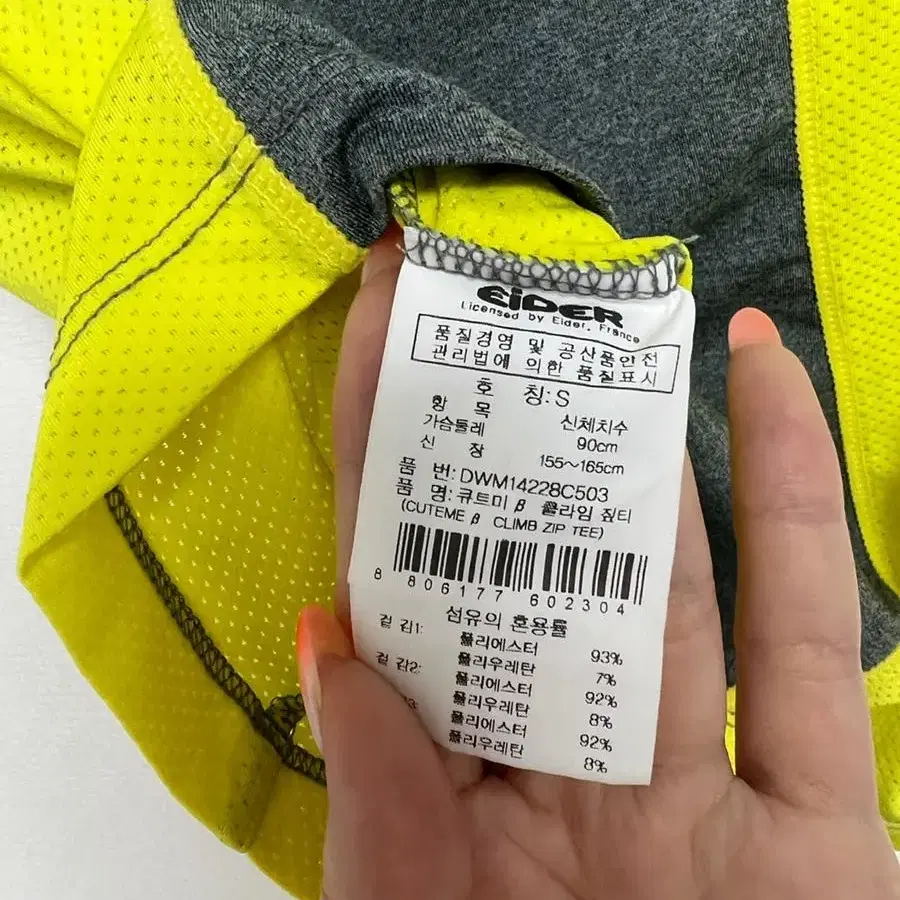 EiDER
Licensed by Eider. France
품질경영 및 공산품안전
관리법에 의한 품질표시
호 칭: S
항 목 신체치수
가슴둘레 90cm
신 장 155~165cm
품 번: DWM14228C503
품 명: 큐트미 β 클라임 짚티
(CUTEME β CLIMB ZIP TEE)
8 806177 602304
섬유의 혼용률
겉 감1: 폴리에스터 93%
폴리우레탄 7%
겉 감2: 폴리에스터 92%
폴리우레탄 8%
3: 폴리에스터 92%
폴리우레탄 8%